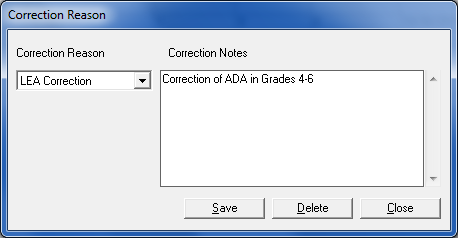 Correction Reason
Correction Reason
Correction Notes
LEA Correction
Correction of ADA in Grades 4-6
Save
Delete
Close